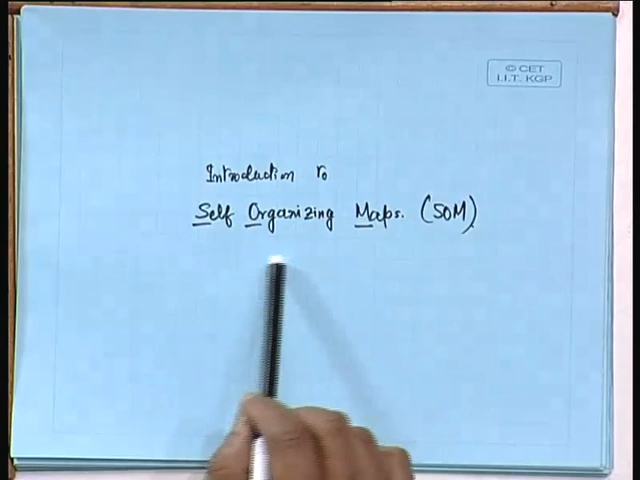 © CET
I.I.T. KGP
Introduction to
Self Organizing Maps. (SOM)